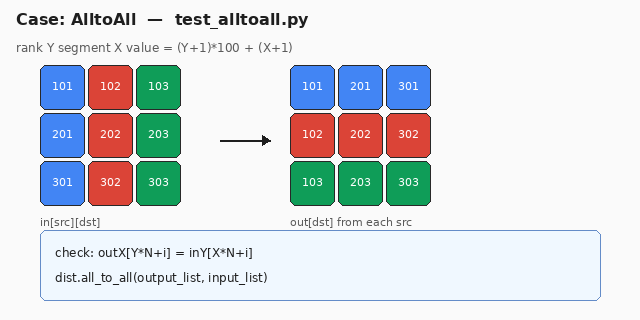 Case: AlltoAll — test_alltoall.py
rank Y segment X value = (Y+1)*100 + (X+1)
101 102 103 101 201 301
201 202 203 102 202 302
301 302 303 103 203 303
in[src][dst] out[dst] from each src
check: outX[Y*N+i] = inY[X*N+i]
dist.all_to_all(output_list, input_list)